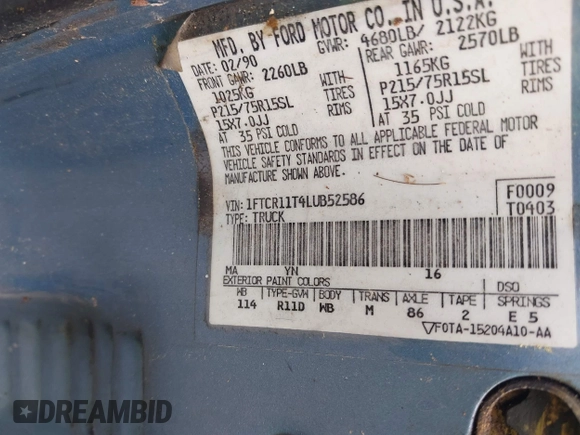 MFD. BY FORD MOTOR CO. IN U.S.A.
DATE: 02/90 GVWR: 4680LB/ 2122KG
FRONT GAWR: 2260LB REAR GAWR: 2570LB
1025KG WITH 1165KG WITH
P215/75R15SL TIRES P215/75R15SL TIRES
15X7.0JJ RIMS 15X7.0JJ RIMS
AT 35 PSI COLD AT 35 PSI COLD
THIS VEHICLE CONFORMS TO ALL APPLICABLE FEDERAL MOTOR
VEHICLE SAFETY STANDARDS IN EFFECT ON THE DATE OF
MANUFACTURE SHOWN ABOVE.
VIN: 1FTCR11T4LUB52586 F0009
TYPE: TRUCK T0403
MA YN 16
EXTERIOR PAINT COLORS DSO
WB TYPE-GVW BODY TRANS AXLE TAPE SPRINGS
114 R11D WB M 86 2 E 5
F0TA-15204A10-AA
DREAMBID